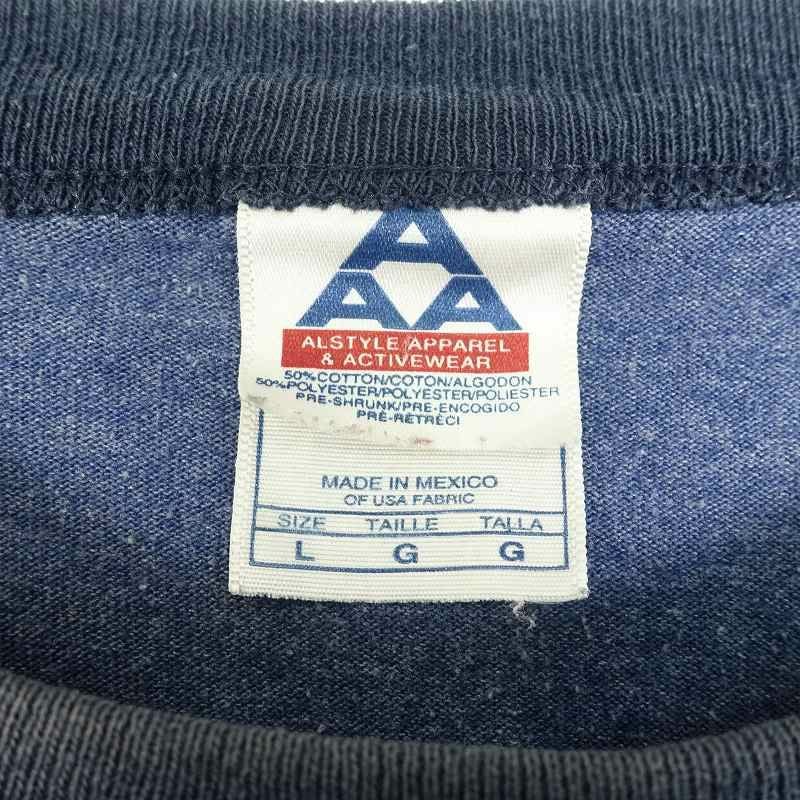 A
A A
ALSTYLE APPAREL
& ACTIVEWEAR
50% COTTON/COTON/ALGODON
50% POLYESTER/POLYESTER/POLIESTER
PRE-SHRUNK/PRE-ENCOGIDO
PRÉ-RÉTRÉCI
MADE IN MEXICO
OF USA FABRIC
SIZE TAILLE TALLA
L G G